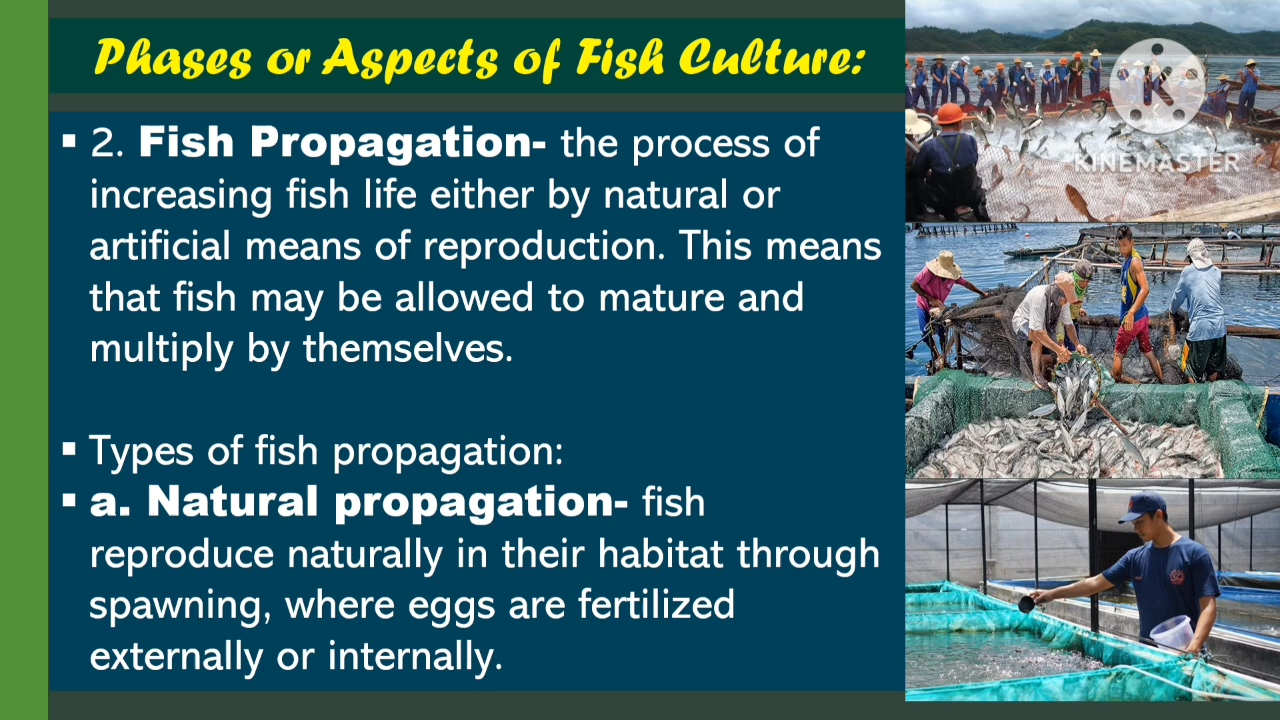 Phases or Aspects of Fish Culture:
▪ 2. Fish Propagation- the process of
increasing fish life either by natural or
artificial means of reproduction. This means
that fish may be allowed to mature and
multiply by themselves.
▪ Types of fish propagation:
▪ a. Natural propagation- fish
reproduce naturally in their habitat through
spawning, where eggs are fertilized
externally or internally.
K
KINEMASTER